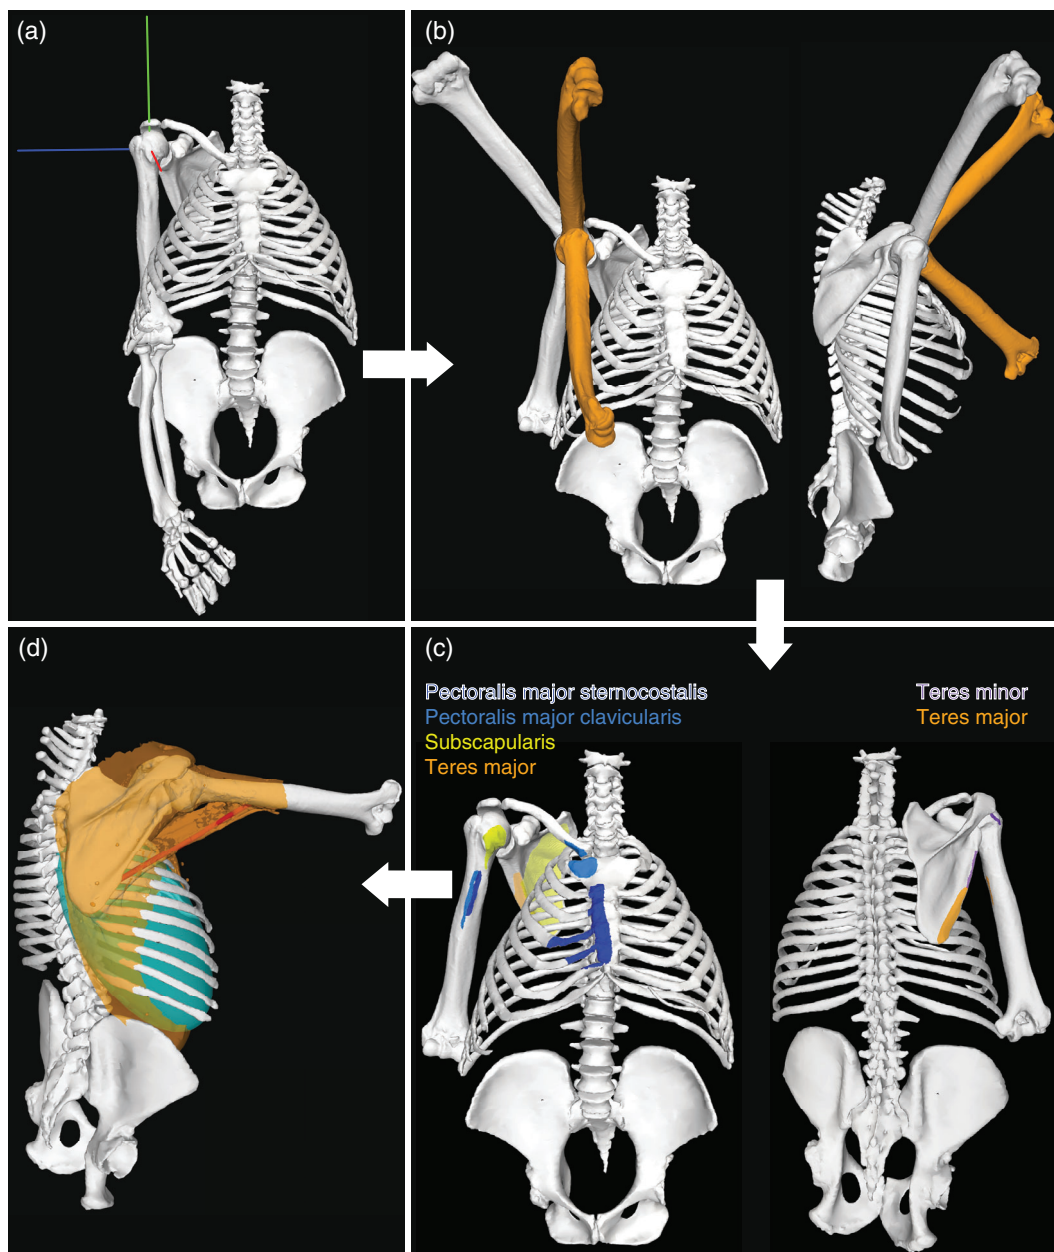 (a)
(b)
(d)
(c)
Pectoralis major sternocostalis
Pectoralis major clavicularis
Subscapularis
Teres major
Teres minor
Teres major